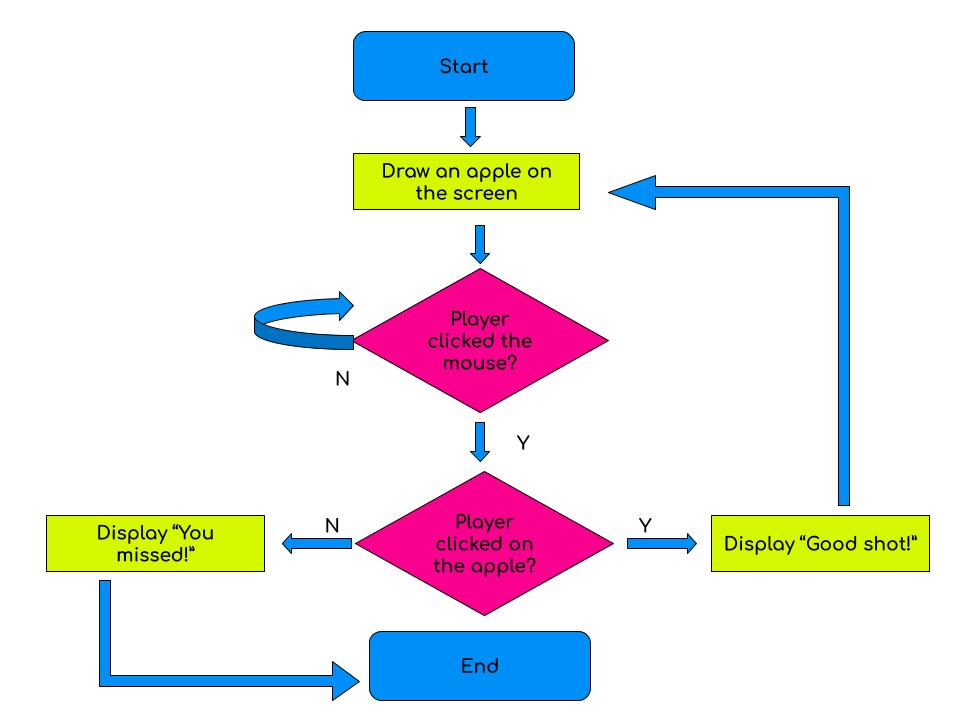 Start
Draw an apple on
the screen
Player
clicked the
mouse?
N
Y
Player
clicked on
the apple?
N
Y
Display “You
missed!”
Display “Good shot!”
End